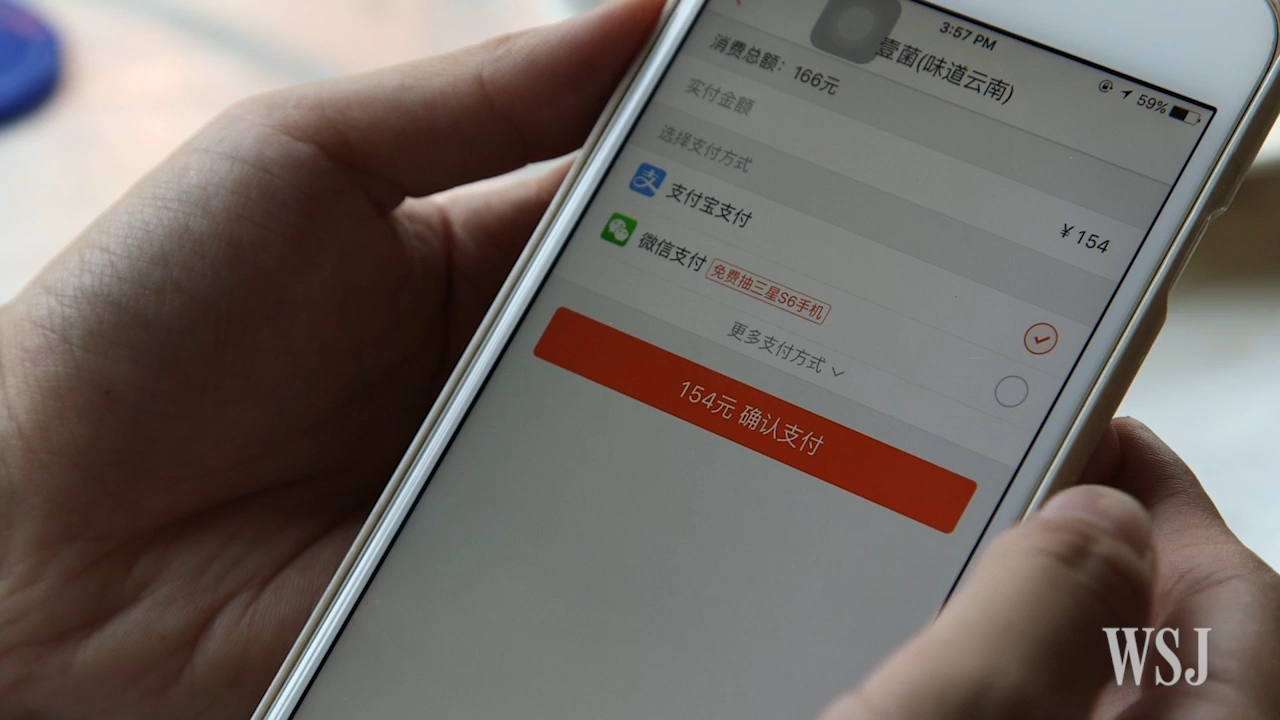 3:57 PM
59%
壹菌(味道云南)
消费总额：166元
实付金额
¥154
选择支付方式
支
支付宝支付
微信支付 免费抽三星S6手机
更多支付方式
154元 确认支付
WSJ